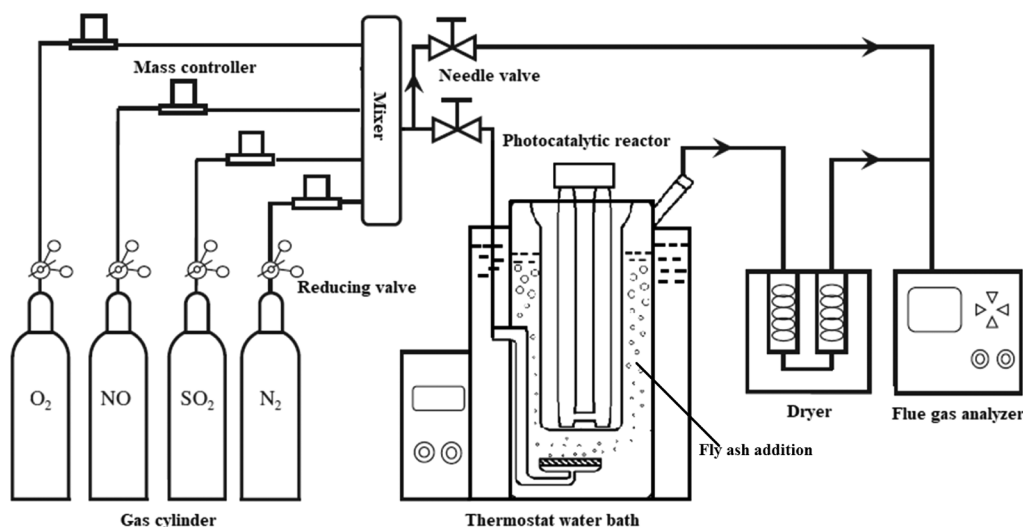 Mass controller
Mixer
Needle valve
Photocatalytic reactor
Reducing valve
O₂
NO
SO₂
N₂
Dryer
Flue gas analyzer
Fly ash addition
Gas cylinder
Thermostat water bath